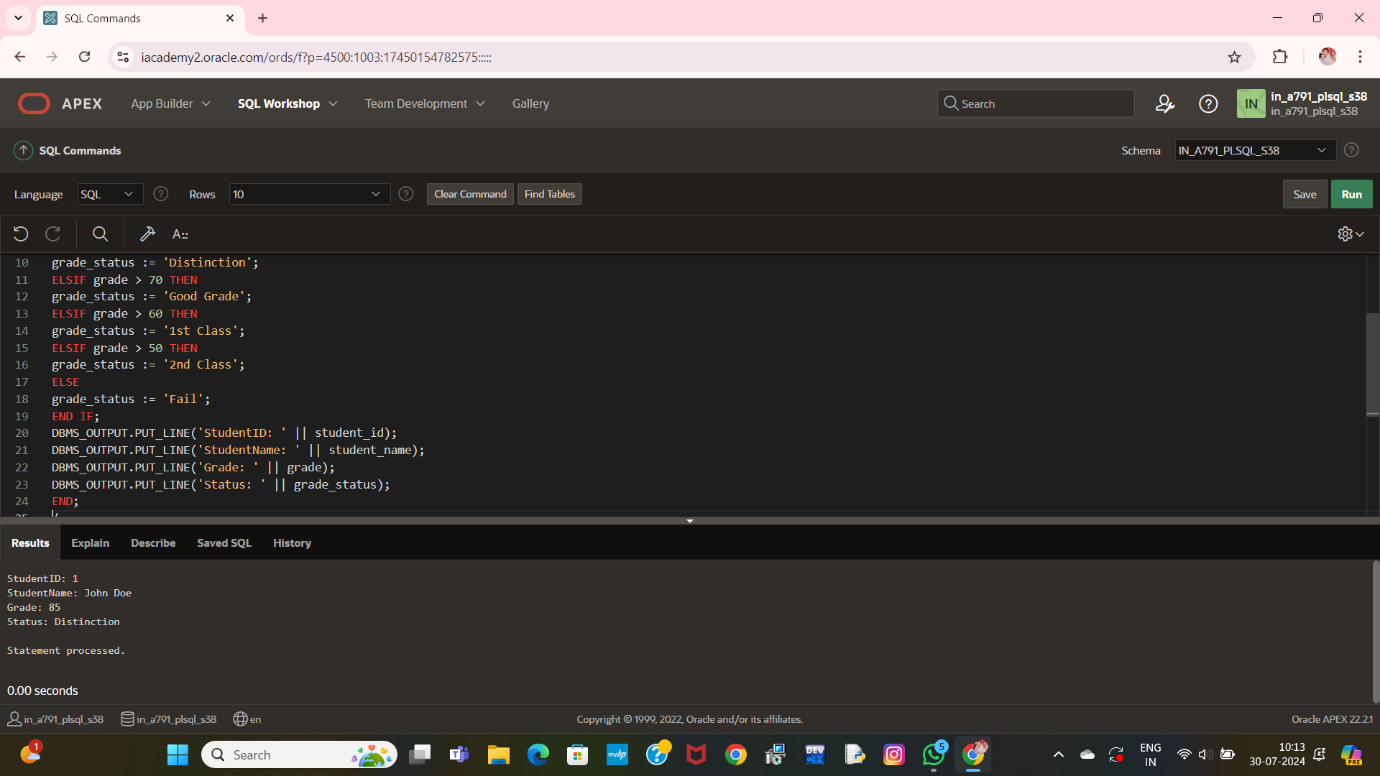 SQL Commands
iacademy2.oracle.com/ords/f?p=4500:1003:17450154782575:::::
APEX App Builder SQL Workshop Team Development Gallery Search IN in_a791_plsql_s38
in_a791_plsql_s38
SQL Commands Schema IN_A791_PLSQL_S38
Language SQL Rows 10 Clear Command Find Tables Save Run
A::
10 grade_status := 'Distinction';
11 ELSIF grade > 70 THEN
12 grade_status := 'Good Grade';
13 ELSIF grade > 60 THEN
14 grade_status := '1st Class';
15 ELSIF grade > 50 THEN
16 grade_status := '2nd Class';
17 ELSE
18 grade_status := 'Fail';
19 END IF;
20 DBMS_OUTPUT.PUT_LINE('StudentID: ' || student_id);
21 DBMS_OUTPUT.PUT_LINE('StudentName: ' || student_name);
22 DBMS_OUTPUT.PUT_LINE('Grade: ' || grade);
23 DBMS_OUTPUT.PUT_LINE('Status: ' || grade_status);
24 END;
25 /
Results Explain Describe Saved SQL History
StudentID: 1
StudentName: John Doe
Grade: 85
Status: Distinction
Statement processed.
0.00 seconds
in_a791_plsql_s38 in_a791_plsql_s38 en Copyright © 1999, 2022, Oracle and/or its affiliates. Oracle APEX 22.2.1
1 Search myhp DEV 5 ENG 10:13 PRE
IN 30-07-2024